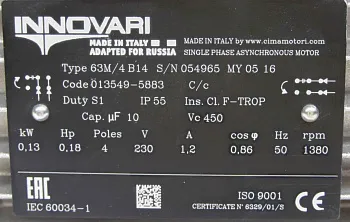 INNOVARI
MADE IN ITALY
ADAPTED FOR RUSSIA
MADE IN ITALY by www.cimamotori.com
SINGLE PHASE ASYNCHRONOUS MOTOR
Type 63M/4 B14 S/N 054965 MY 05 16
Code 013549-5883 C/c
Duty S1 IP 55 Ins. Cl. F-TROP
Cap. µF 10 Vc 450
kW Hp Poles V A cos φ Hz rpm
0,13 0,18 4 230 1,2 0,86 50 1380
EAC
IEC 60034-1
ISO 9001
CERTIFICATE N° 6329/01/S
CE